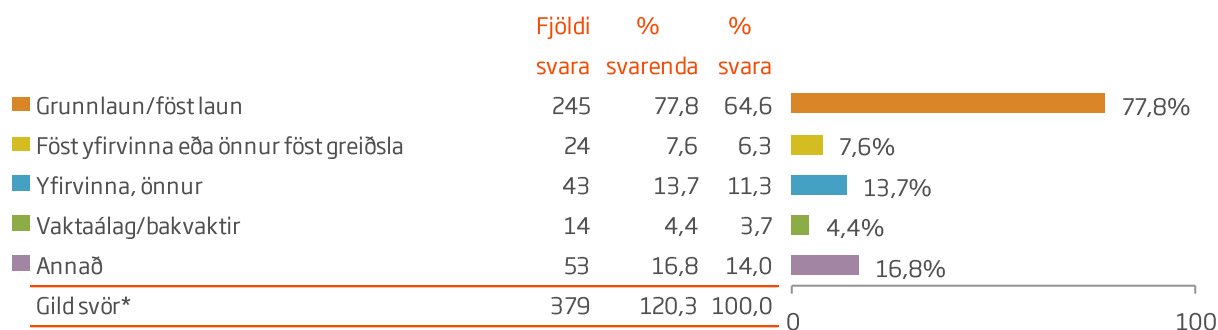 Fjöldi % %
svara svarenda svara
Grunnlaun/föst laun 245 77,8 64,6 77,8%
Föst yfirvinna eða önnur föst greiðsla 24 7,6 6,3 7,6%
Yfirvinna, önnur 43 13,7 11,3 13,7%
Vaktaálag/bakvaktir 14 4,4 3,7 4,4%
Annað 53 16,8 14,0 16,8%
Gild svör* 379 120,3 100,0
0 100